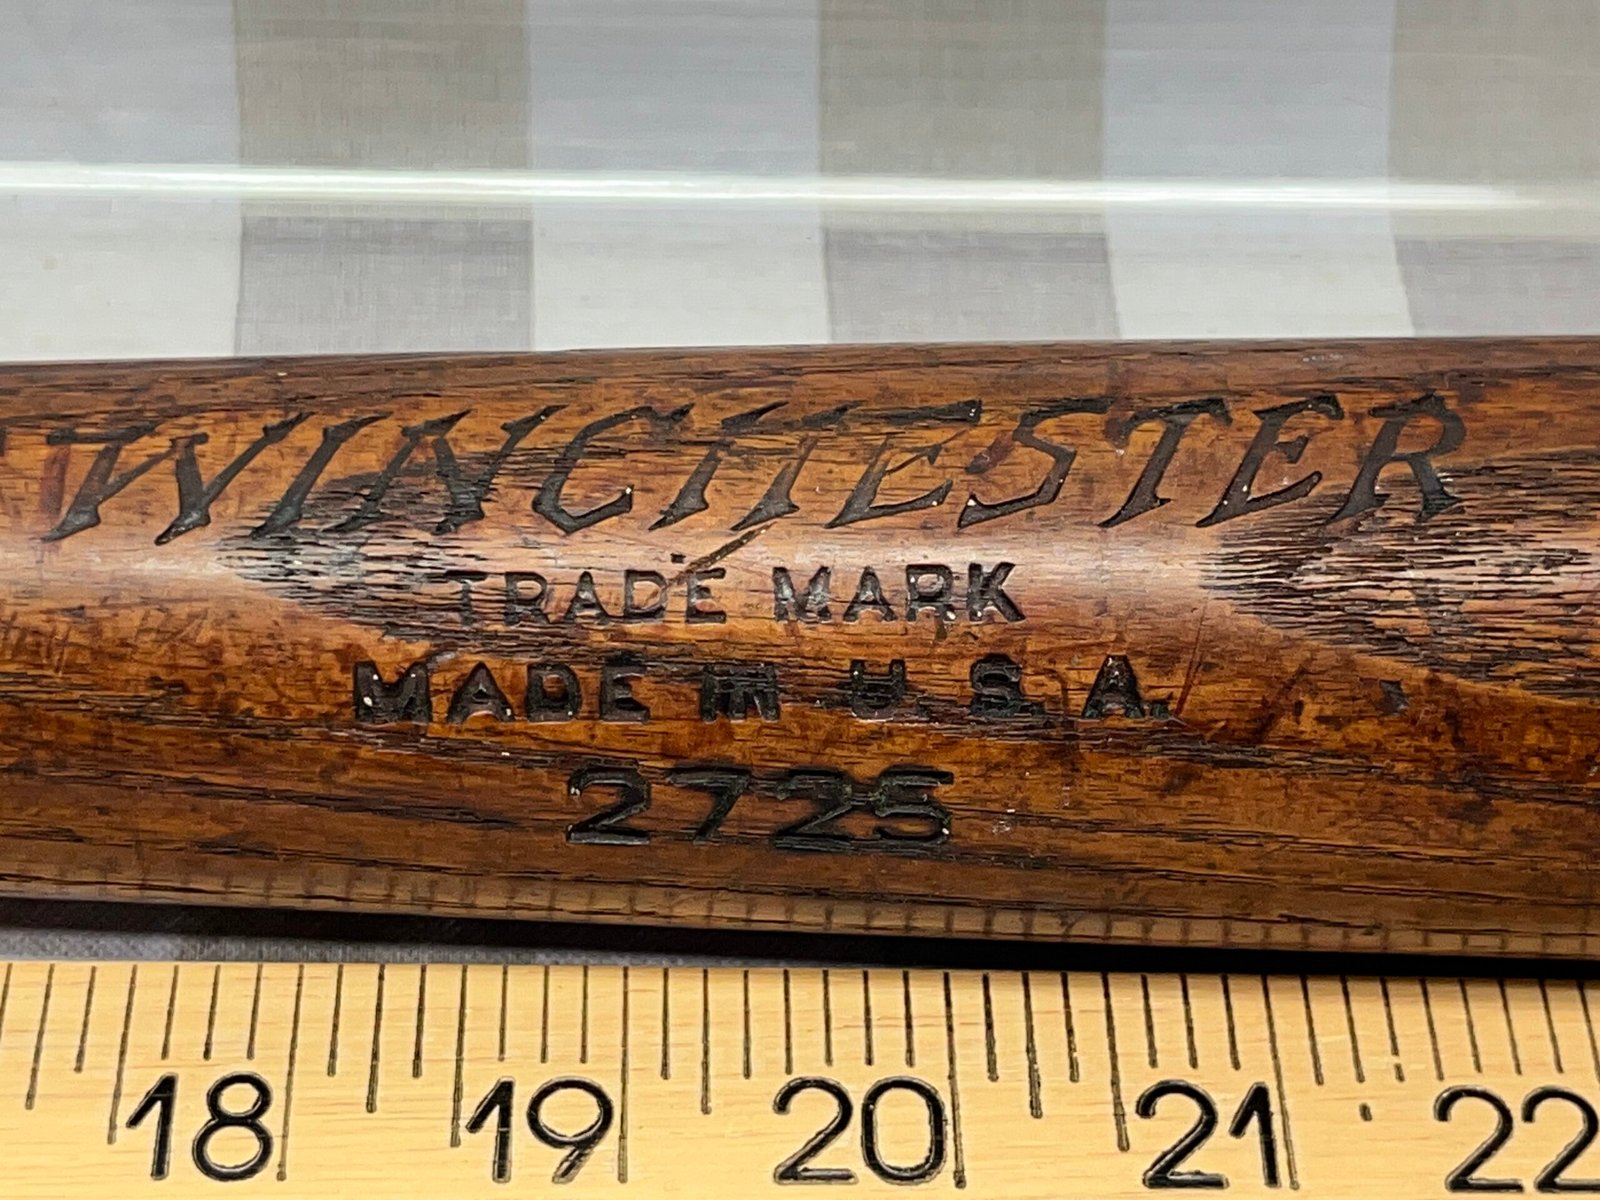 WINCHESTER
TRADE MARK
MADE IN U.S.A.
2725
18 19 20 21 22